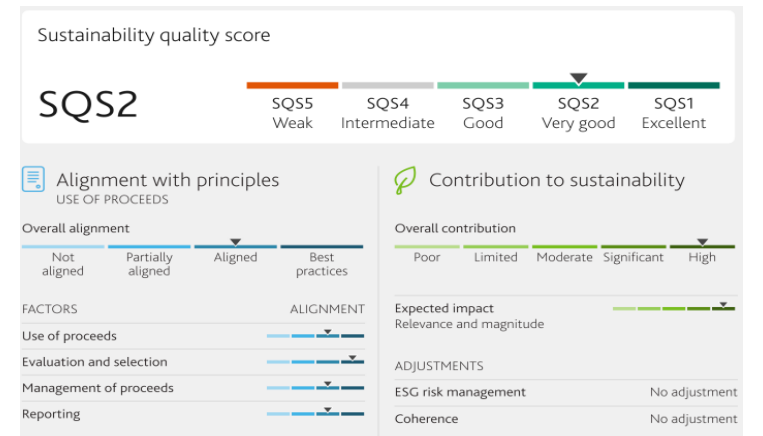 Sustainability quality score
SQS2
SQS5 SQS4 SQS3 SQS2 SQS1
Weak Intermediate Good Very good Excellent
Alignment with principles
USE OF PROCEEDS
Overall alignment
Not aligned
Partially aligned
Aligned
Best practices
FACTORS ALIGNMENT
Use of proceeds
Evaluation and selection
Management of proceeds
Reporting
Contribution to sustainability
Overall contribution
Poor Limited Moderate Significant High
Expected impact
Relevance and magnitude
ADJUSTMENTS
ESG risk management No adjustment
Coherence No adjustment